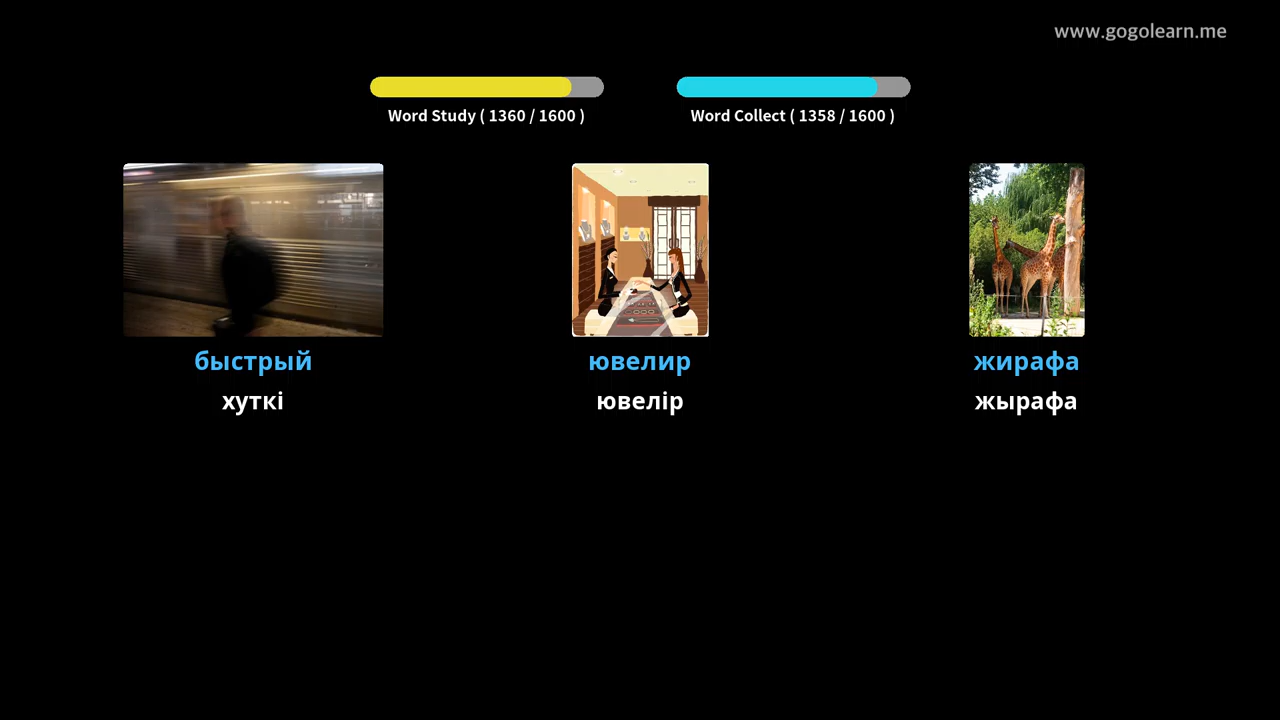 www.gogolearn.me
Word Study ( 1360 / 1600 )
Word Collect ( 1358 / 1600 )
быстрый
ювелир
жирафа
хуткі
ювелір
жырафа